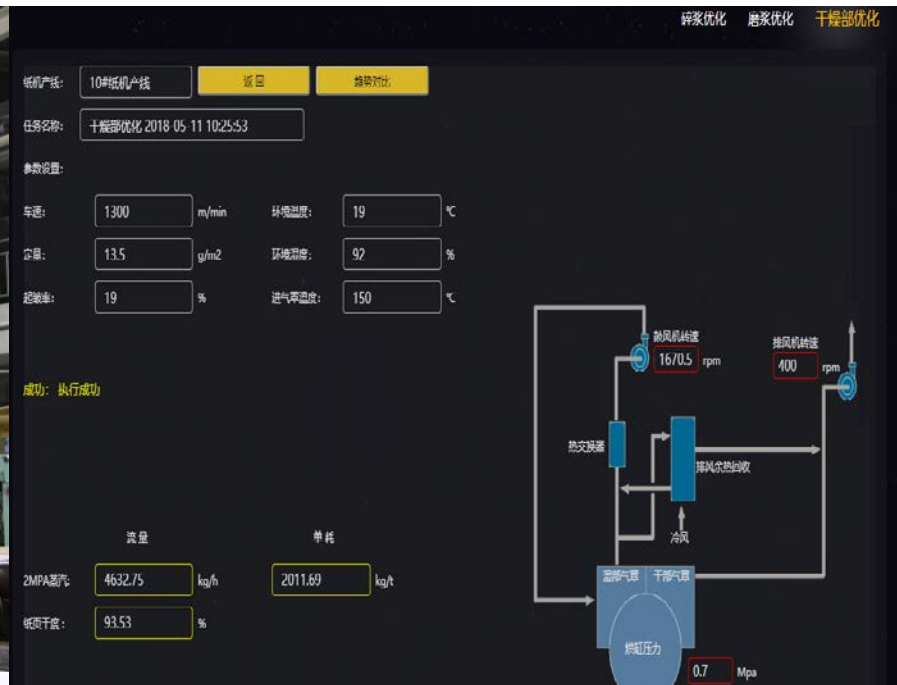 碎浆优化 磨浆优化 干燥部优化
纸机产线: 10#纸机产线 返回 趋势对比
任务名称: 干燥部优化 2018-05-11 10:25:53
参数设置:
车速: 1300 m/min 环境温度: 19 ℃
定量: 13.5 g/m2 环境湿度: 92 %
起皱率: 19 % 进气罩温度: 150 ℃
鼓风机转速
1670.5 rpm
排风机转速
400 rpm
成功: 执行成功
热交换器
排风余热回收
冷风
流量 单耗
2MPA蒸汽: 4632.75 kg/h 2011.69 kg/t
湿部气罩 干部气罩
纸页干度: 93.53 %
烘缸压力
0.7 Mpa